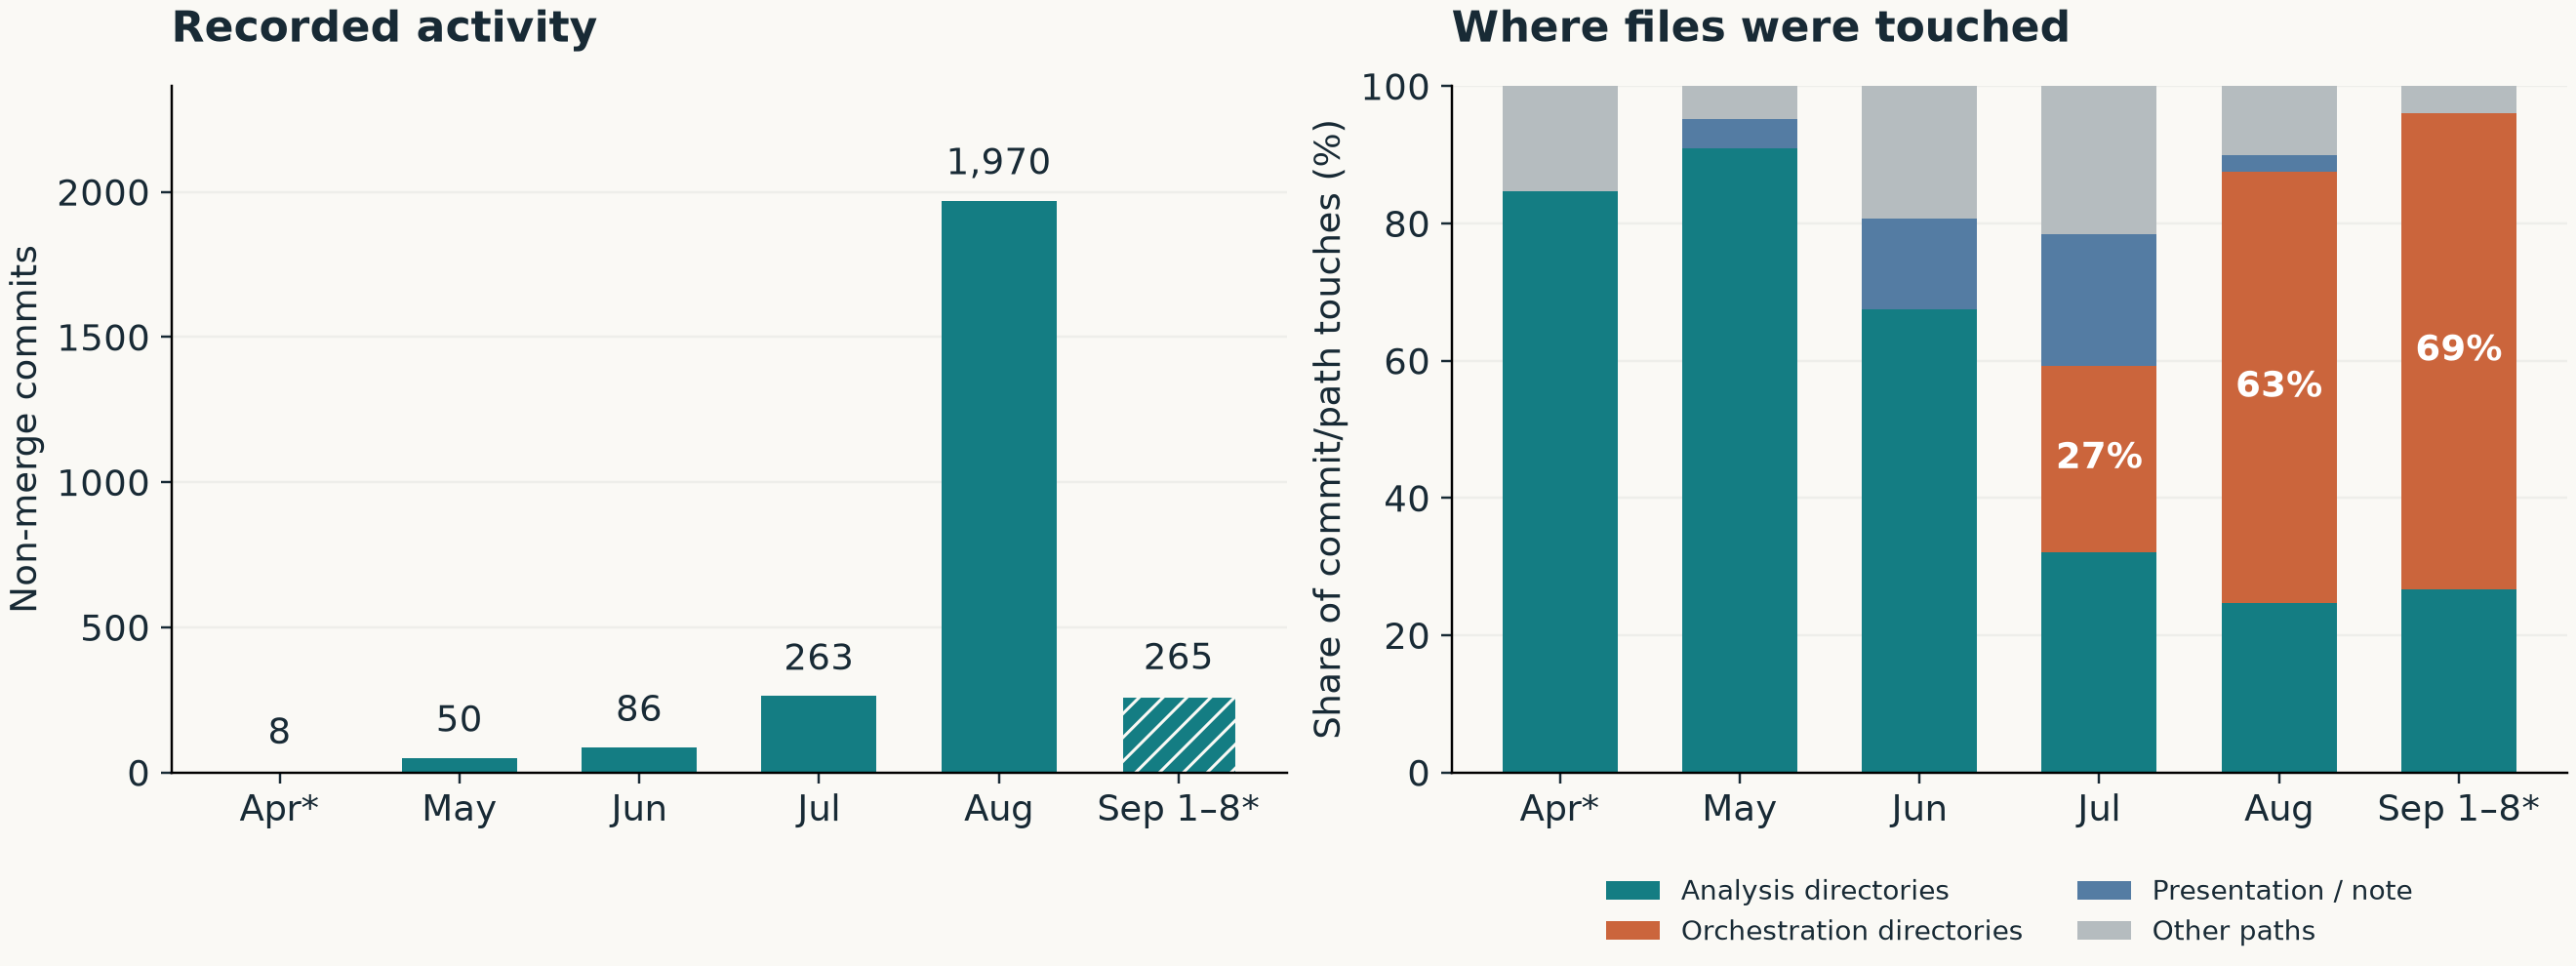 Recorded activity
Non-merge commits
2000
1500
1000
500
0
8
50
86
263
1,970
265
Apr*
May
Jun
Jul
Aug
Sep 1–8*
Where files were touched
Share of commit/path touches (%)
100
80
60
40
20
0
27%
63%
69%
Apr*
May
Jun
Jul
Aug
Sep 1–8*
Analysis directories
Orchestration directories
Presentation / note
Other paths